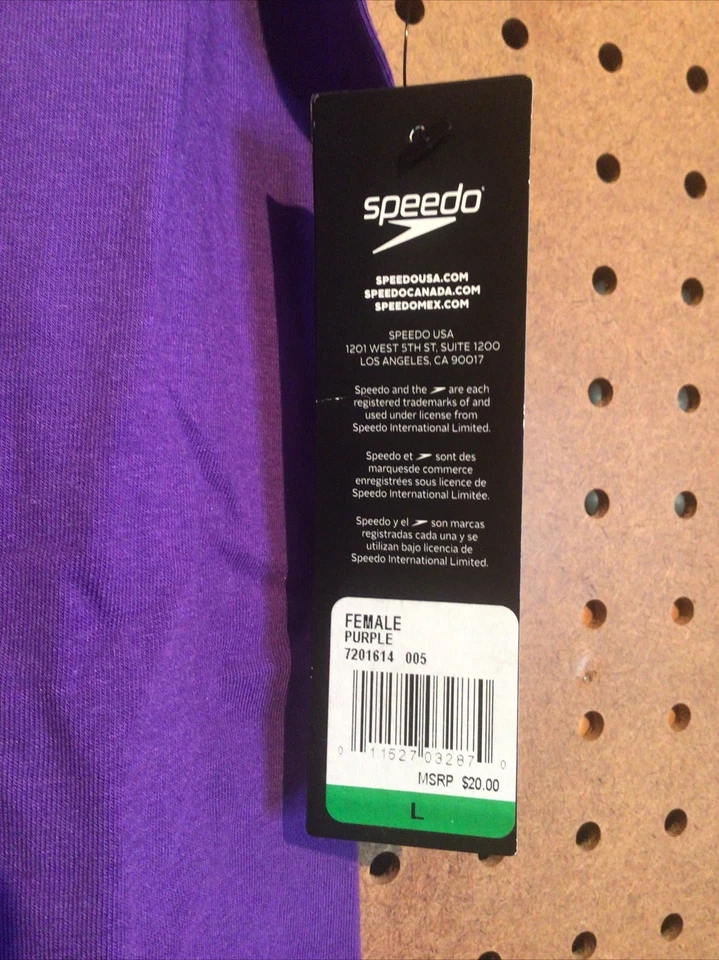 speedo
SPEEDOUSA.COM
SPEEDOCANADA.COM
SPEEDOMEX.COM
SPEEDO USA
1201 WEST 5TH ST, SUITE 1200
LOS ANGELES, CA 90017
Speedo and the are each
registered trademarks of and
used under license from
Speedo International Limited.
Speedo et sont des
marquesde commerce
enregistrées sous licence de
Speedo International Limitée.
Speedo y el son marcas
registradas cada una y se
utilizan bajo licencia de
Speedo International Limited.
FEMALE
PURPLE
7201614 005
0 11527 03287 0
MSRP $20.00
L